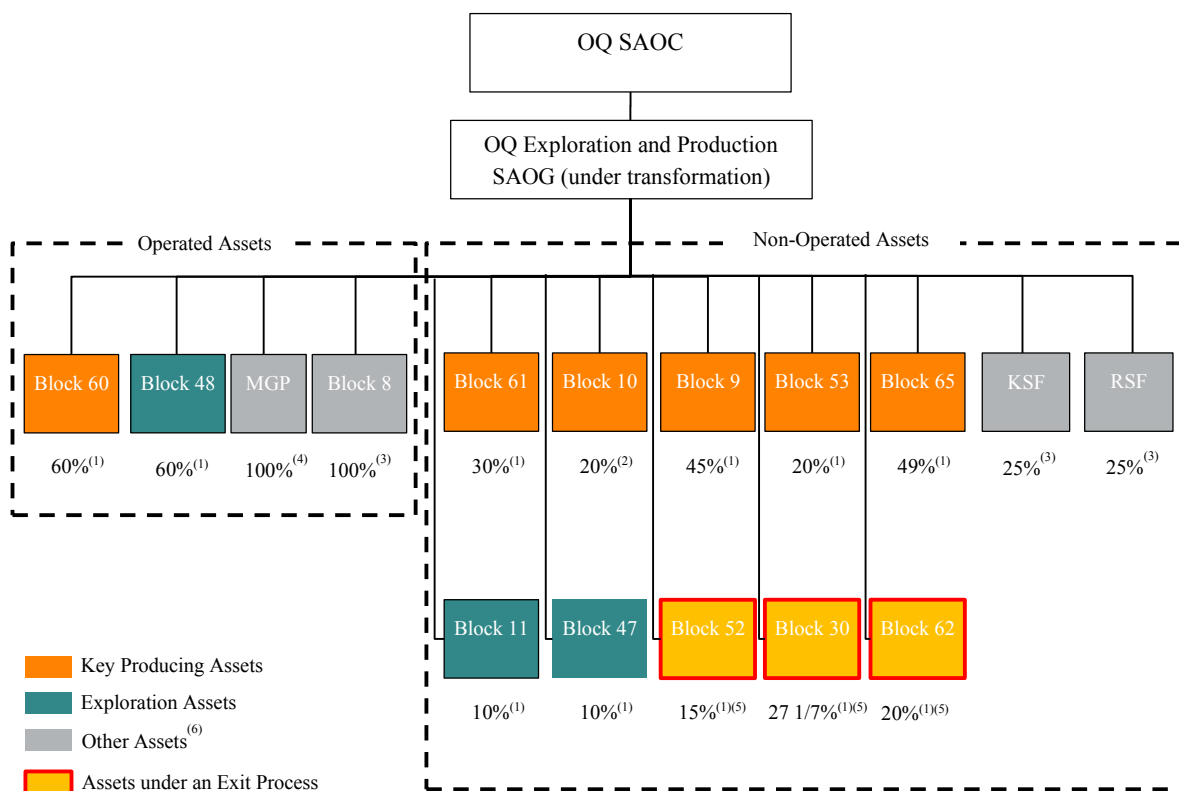 OQ SAOC
OQ Exploration and Production
SAOG (under transformation)
Operated Assets
Non-Operated Assets
Block 60
Block 48
MGP
Block 8
Block 61
Block 10
Block 9
Block 53
Block 65
KSF
RSF
60%(1)
60%(1)
100%(4)
100%(3)
30%(1)
20%(2)
45%(1)
20%(1)
49%(1)
25%(3)
25%(3)
Block 11
Block 47
Block 52
Block 30
Block 62
10%(1)
10%(1)
15%(1)(5)
27 1/7%(1)(5)
20%(1)(5)
Key Producing Assets
Exploration Assets
Other Assets(6)
Assets under an Exit Process